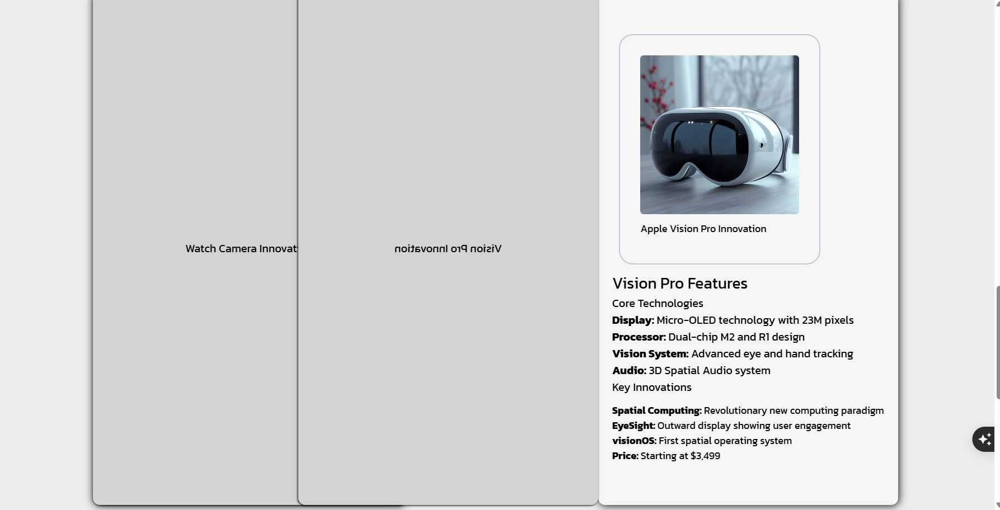 Watch Camera Innovati
Vision Pro Innovation
Apple Vision Pro Innovation
Vision Pro Features
Core Technologies
Display: Micro-OLED technology with 23M pixels
Processor: Dual-chip M2 and R1 design
Vision System: Advanced eye and hand tracking
Audio: 3D Spatial Audio system
Key Innovations
Spatial Computing: Revolutionary new computing paradigm
EyeSight: Outward display showing user engagement
visionOS: First spatial operating system
Price: Starting at $3,499